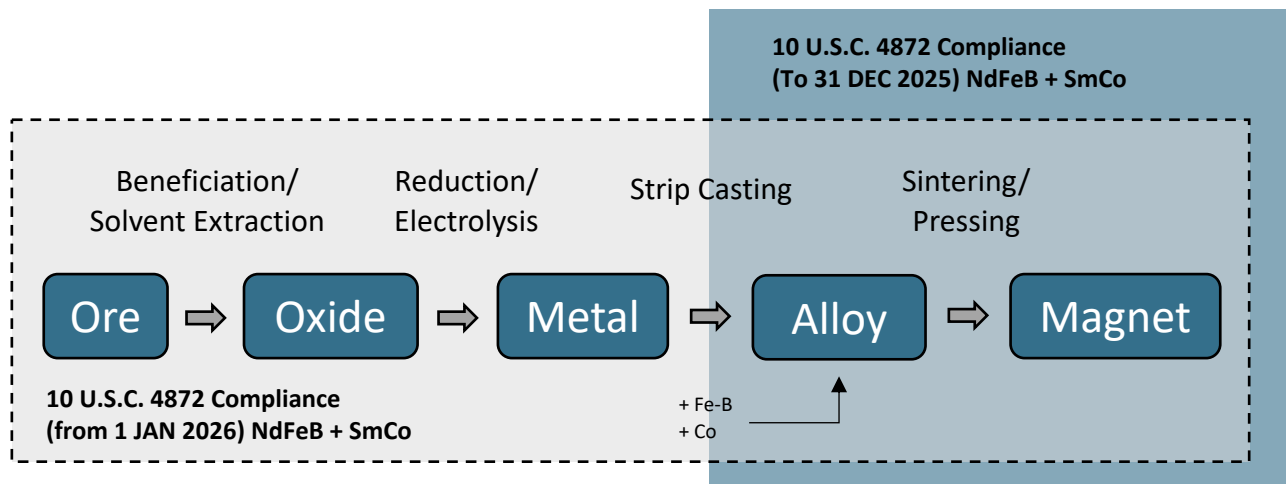 10 U.S.C. 4872 Compliance
(To 31 DEC 2025) NdFeB + SmCo
Beneficiation/
Solvent Extraction
Reduction/
Electrolysis
Strip Casting
Sintering/
Pressing
Ore
Oxide
Metal
Alloy
Magnet
10 U.S.C. 4872 Compliance
(from 1 JAN 2026) NdFeB + SmCo
+ Fe-B
+ Co